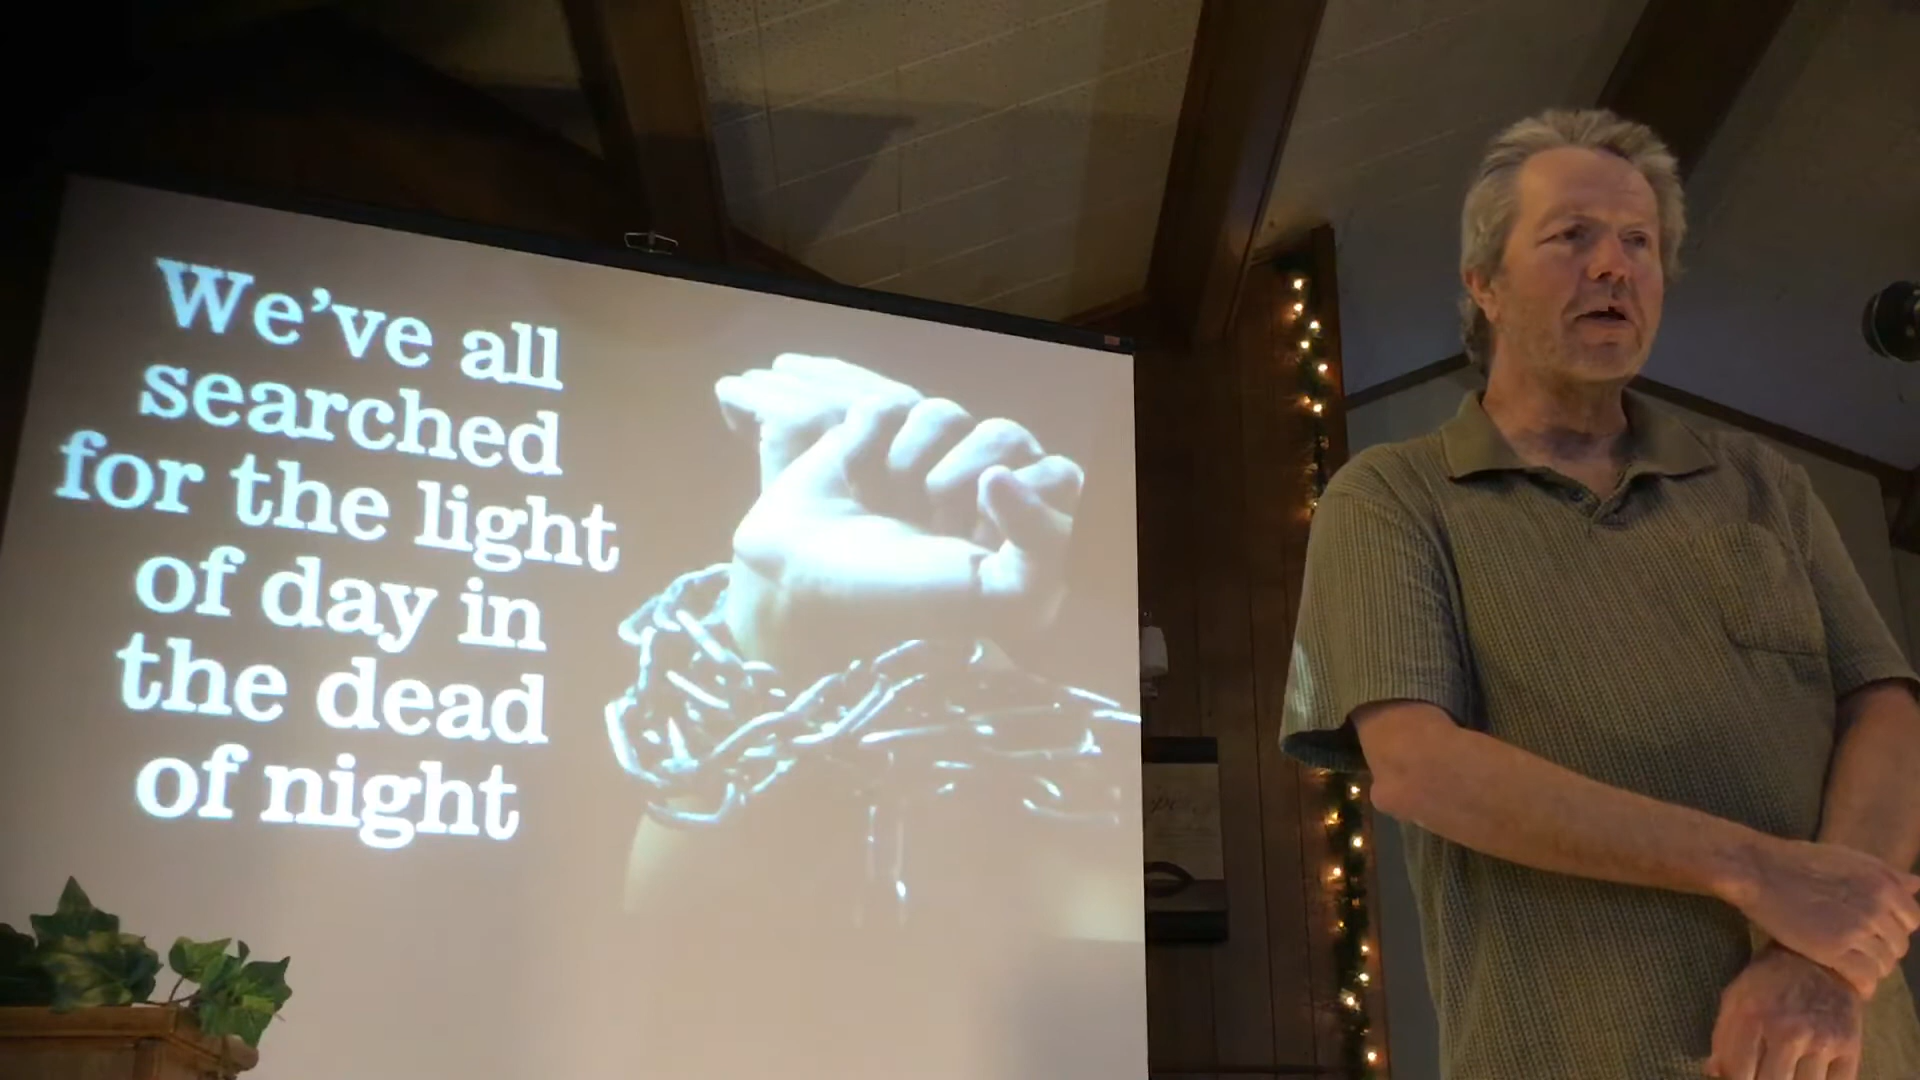 We’ve all
searched
for the light
of day in
the dead
of night